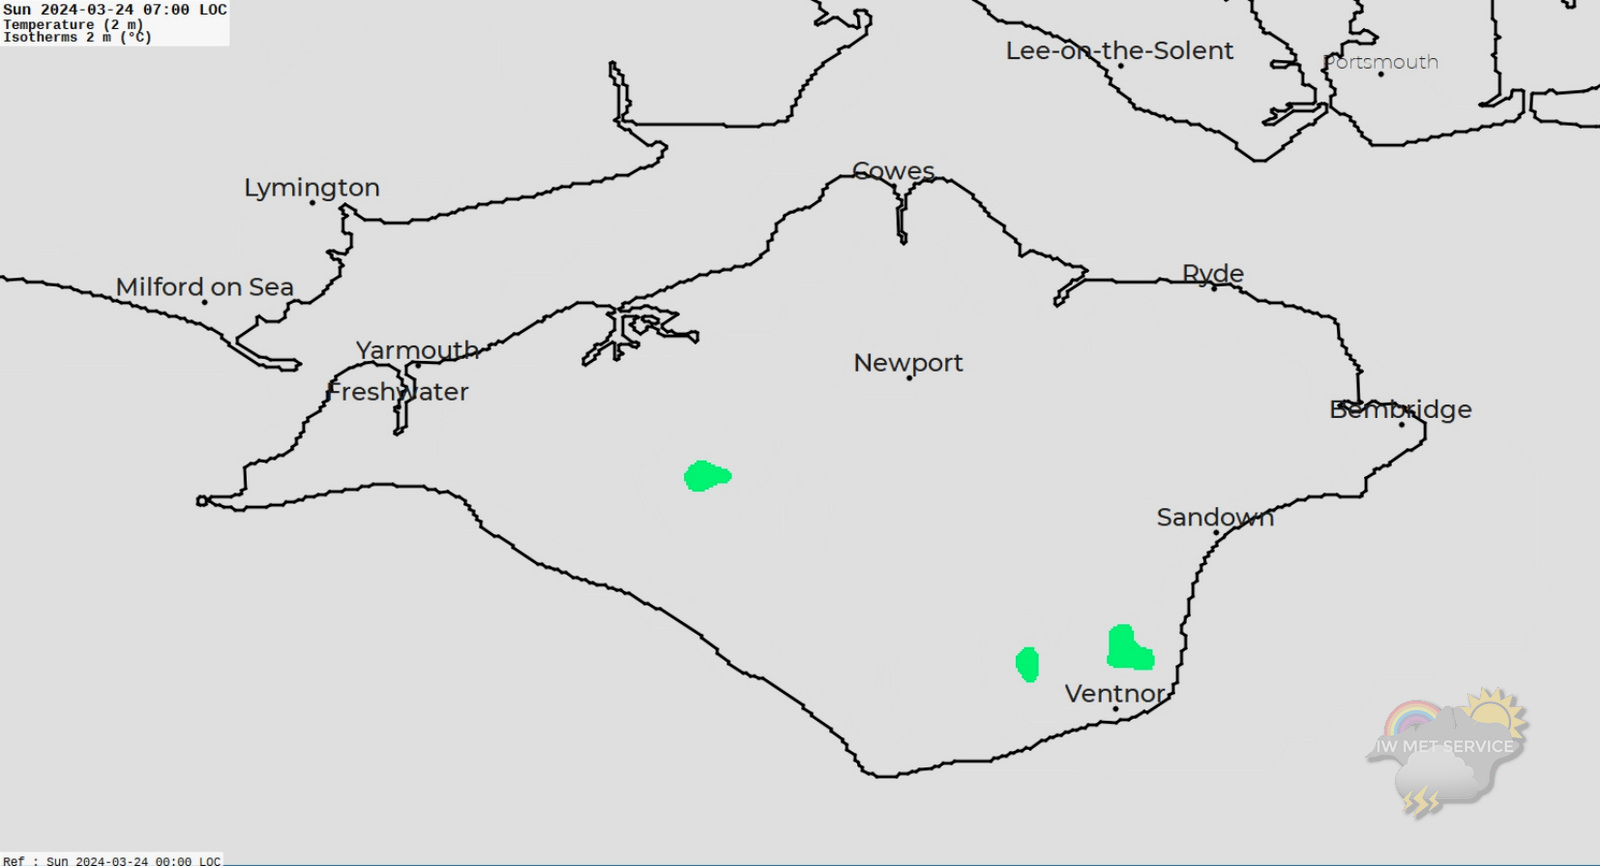 Sun 2024-03-24 07:00 LOC
Temperature (2 m)
Isotherms 2 m (°C)
Lee-on-the-Solent
Portsmouth
Cowes
Lymington
Ryde
Milford on Sea
Yarmouth
Newport
Freshwater
Bembridge
Sandown
Ventnor
IW MET SERVICE
Ref : Sun 2024-03-24 00:00 LOC